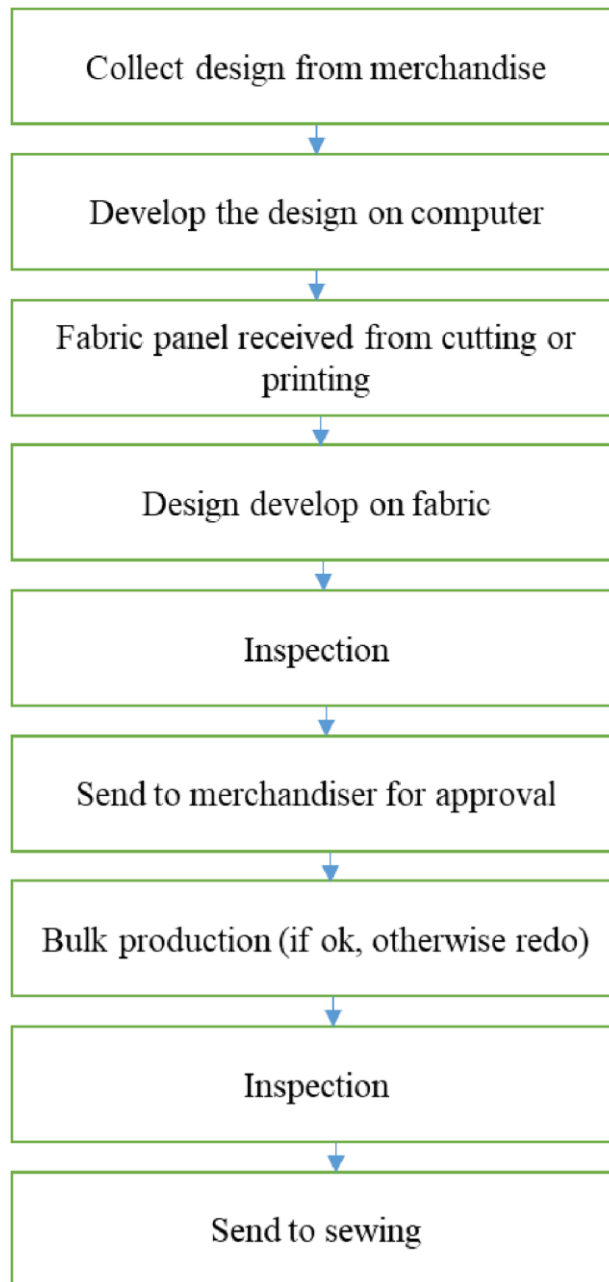 Collect design from merchandise
Develop the design on computer
Fabric panel received from cutting or
printing
Design develop on fabric
Inspection
Send to merchandiser for approval
Bulk production (if ok, otherwise redo)
Inspection
Send to sewing